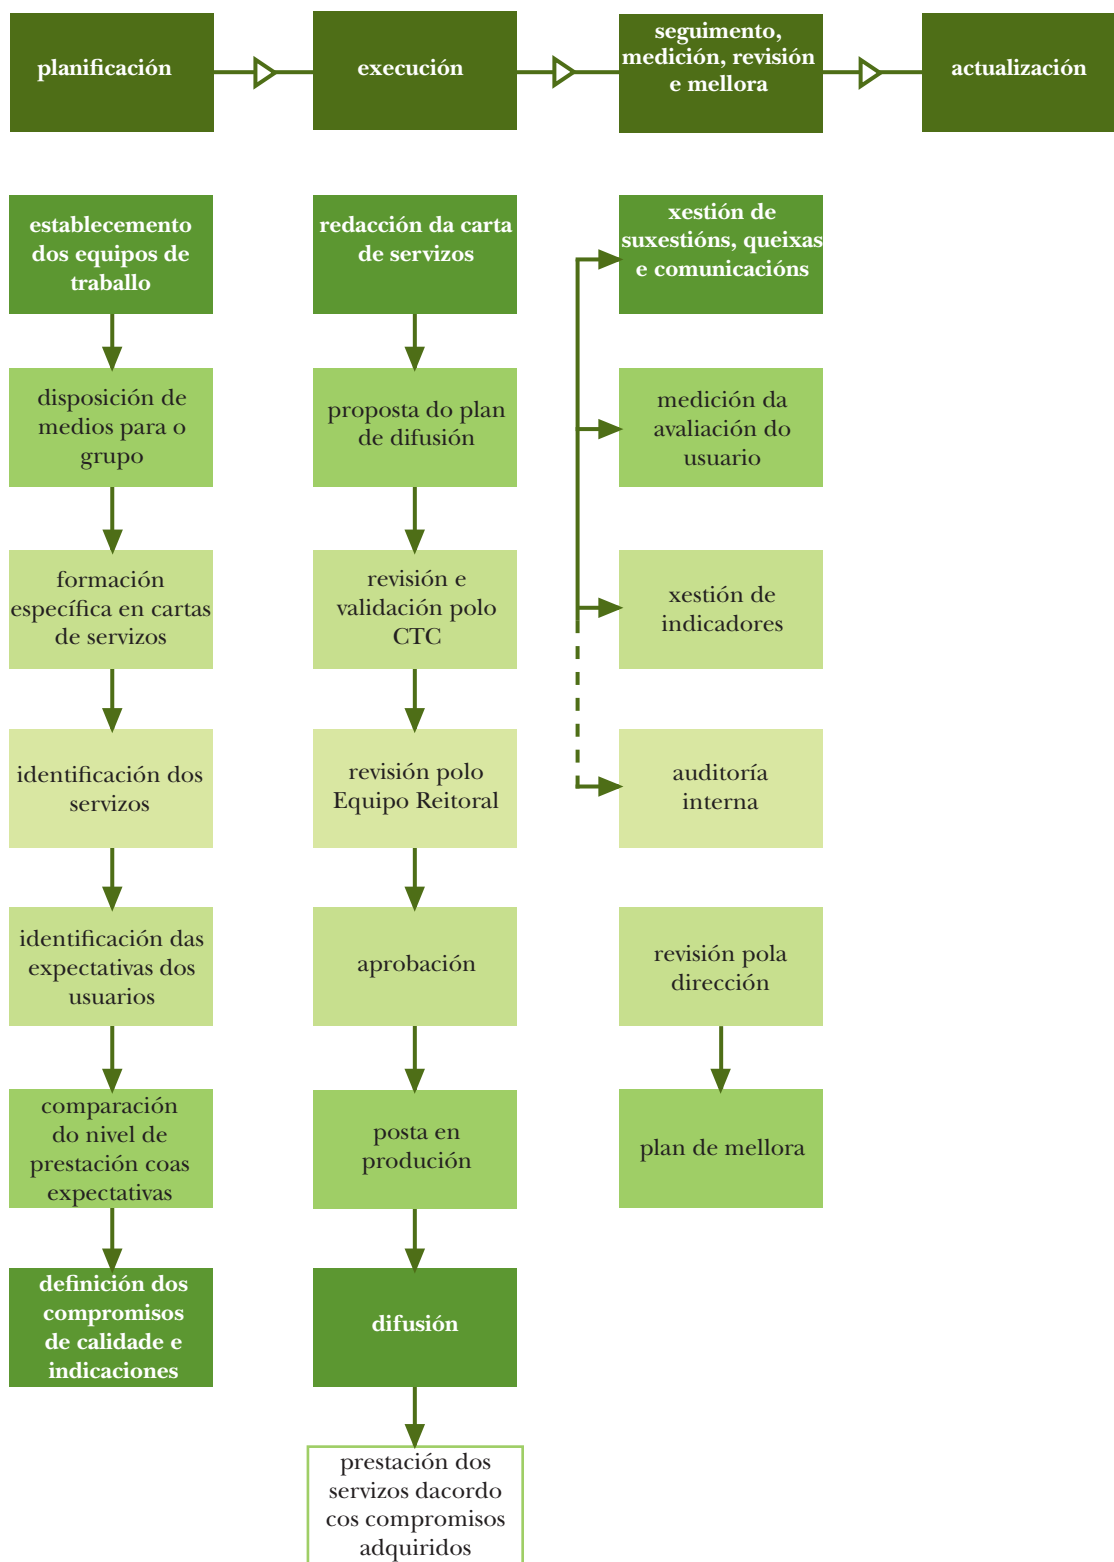 planificación
execución
seguimento,
medición, revisión
e mellora
actualización
establecemento
dos equipos de
traballo
disposición de
medios para o
grupo
formación
específica en cartas
de servizos
identificación dos
servizos
identificación das
expectativas dos
usuarios
comparación
do nivel de
prestación coas
expectativas
definición dos
compromisos
de calidade e
indicaciones
redacción da carta
de servizos
proposta do plan
de difusión
revisión e
validación polo
CTC
revisión polo
Equipo Reitoral
aprobación
posta en
produción
difusión
prestación dos
servizos dacordo
cos compromisos
adquiridos
xestión de
suxestións, queixas
e comunicacións
medición da
avaliación do
usuario
xestión de
indicadores
auditoría
interna
revisión pola
dirección
plan de mellora